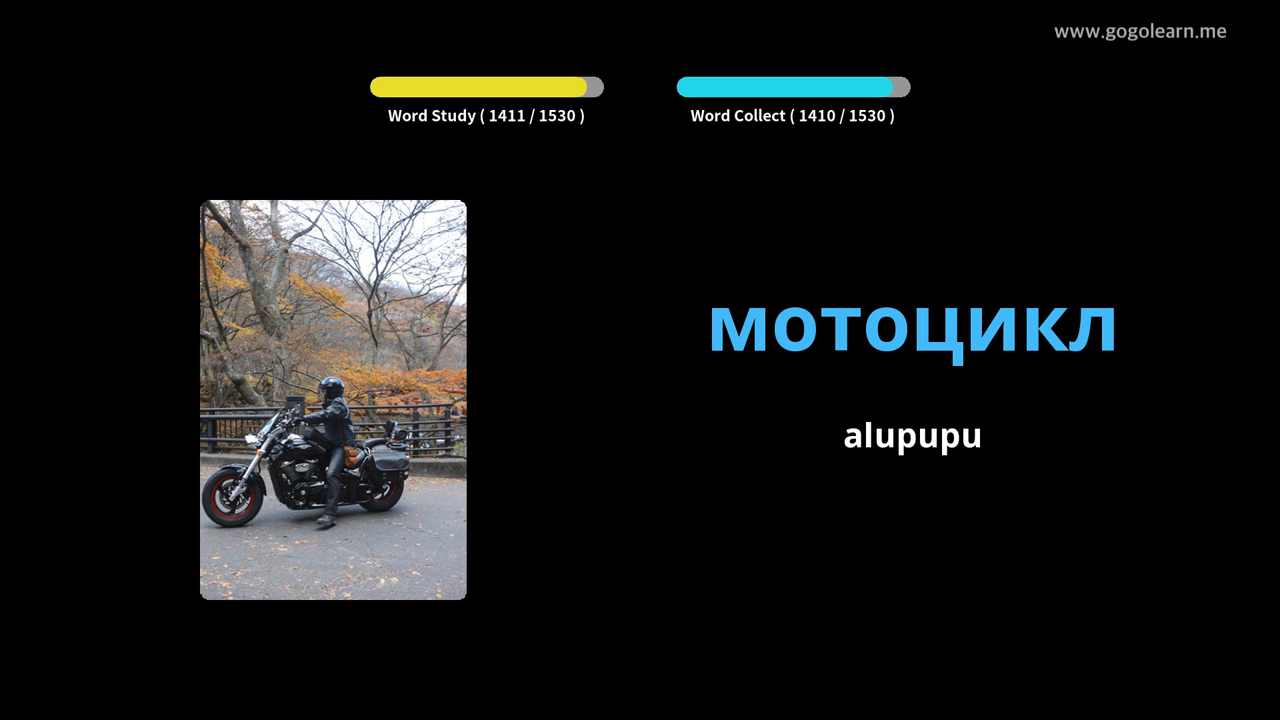 www.gogolearn.me
Word Study ( 1411 / 1530 )
Word Collect ( 1410 / 1530 )
мотоцикл
alupupu